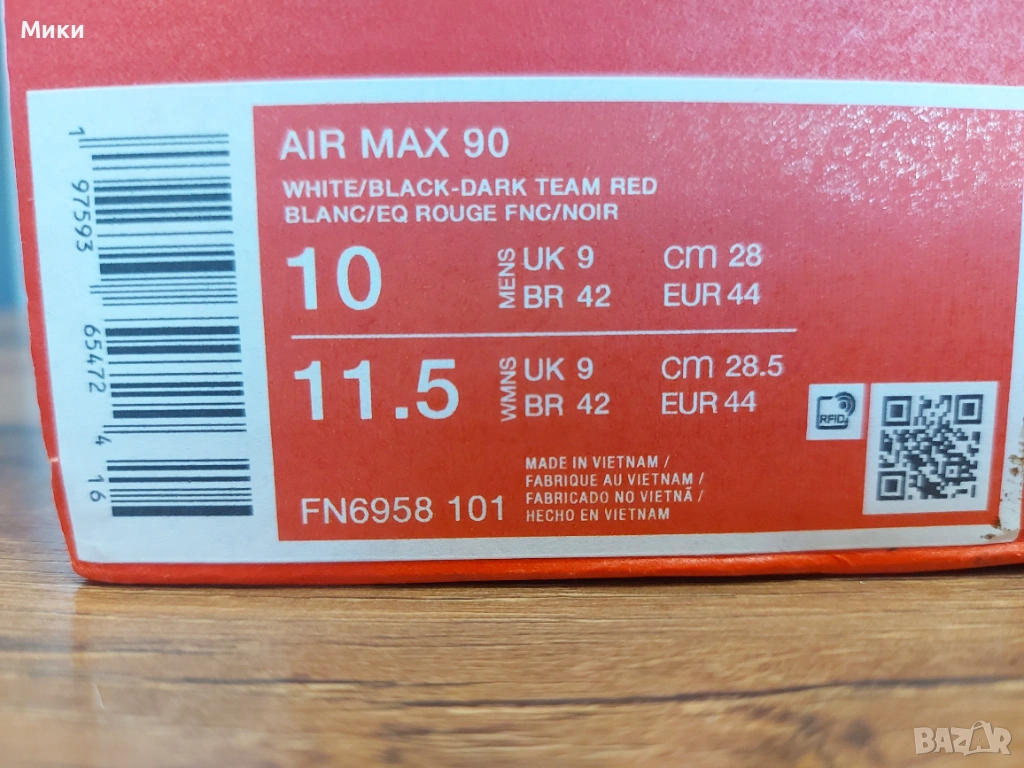 Мики
AIR MAX 90
WHITE/BLACK-DARK TEAM RED
BLANC/EQ ROUGE FNC/NOIR
10 MENS UK 9 cm 28
BR 42 EUR 44
11.5 WMNS UK 9 cm 28.5
BR 42 EUR 44
RFID
MADE IN VIETNAM /
FABRIQUE AU VIETNAM /
FABRICADO NO VIETNÃ /
HECHO EN VIETNAM
FN6958 101
1 97593 65472 4 16
BAZAR